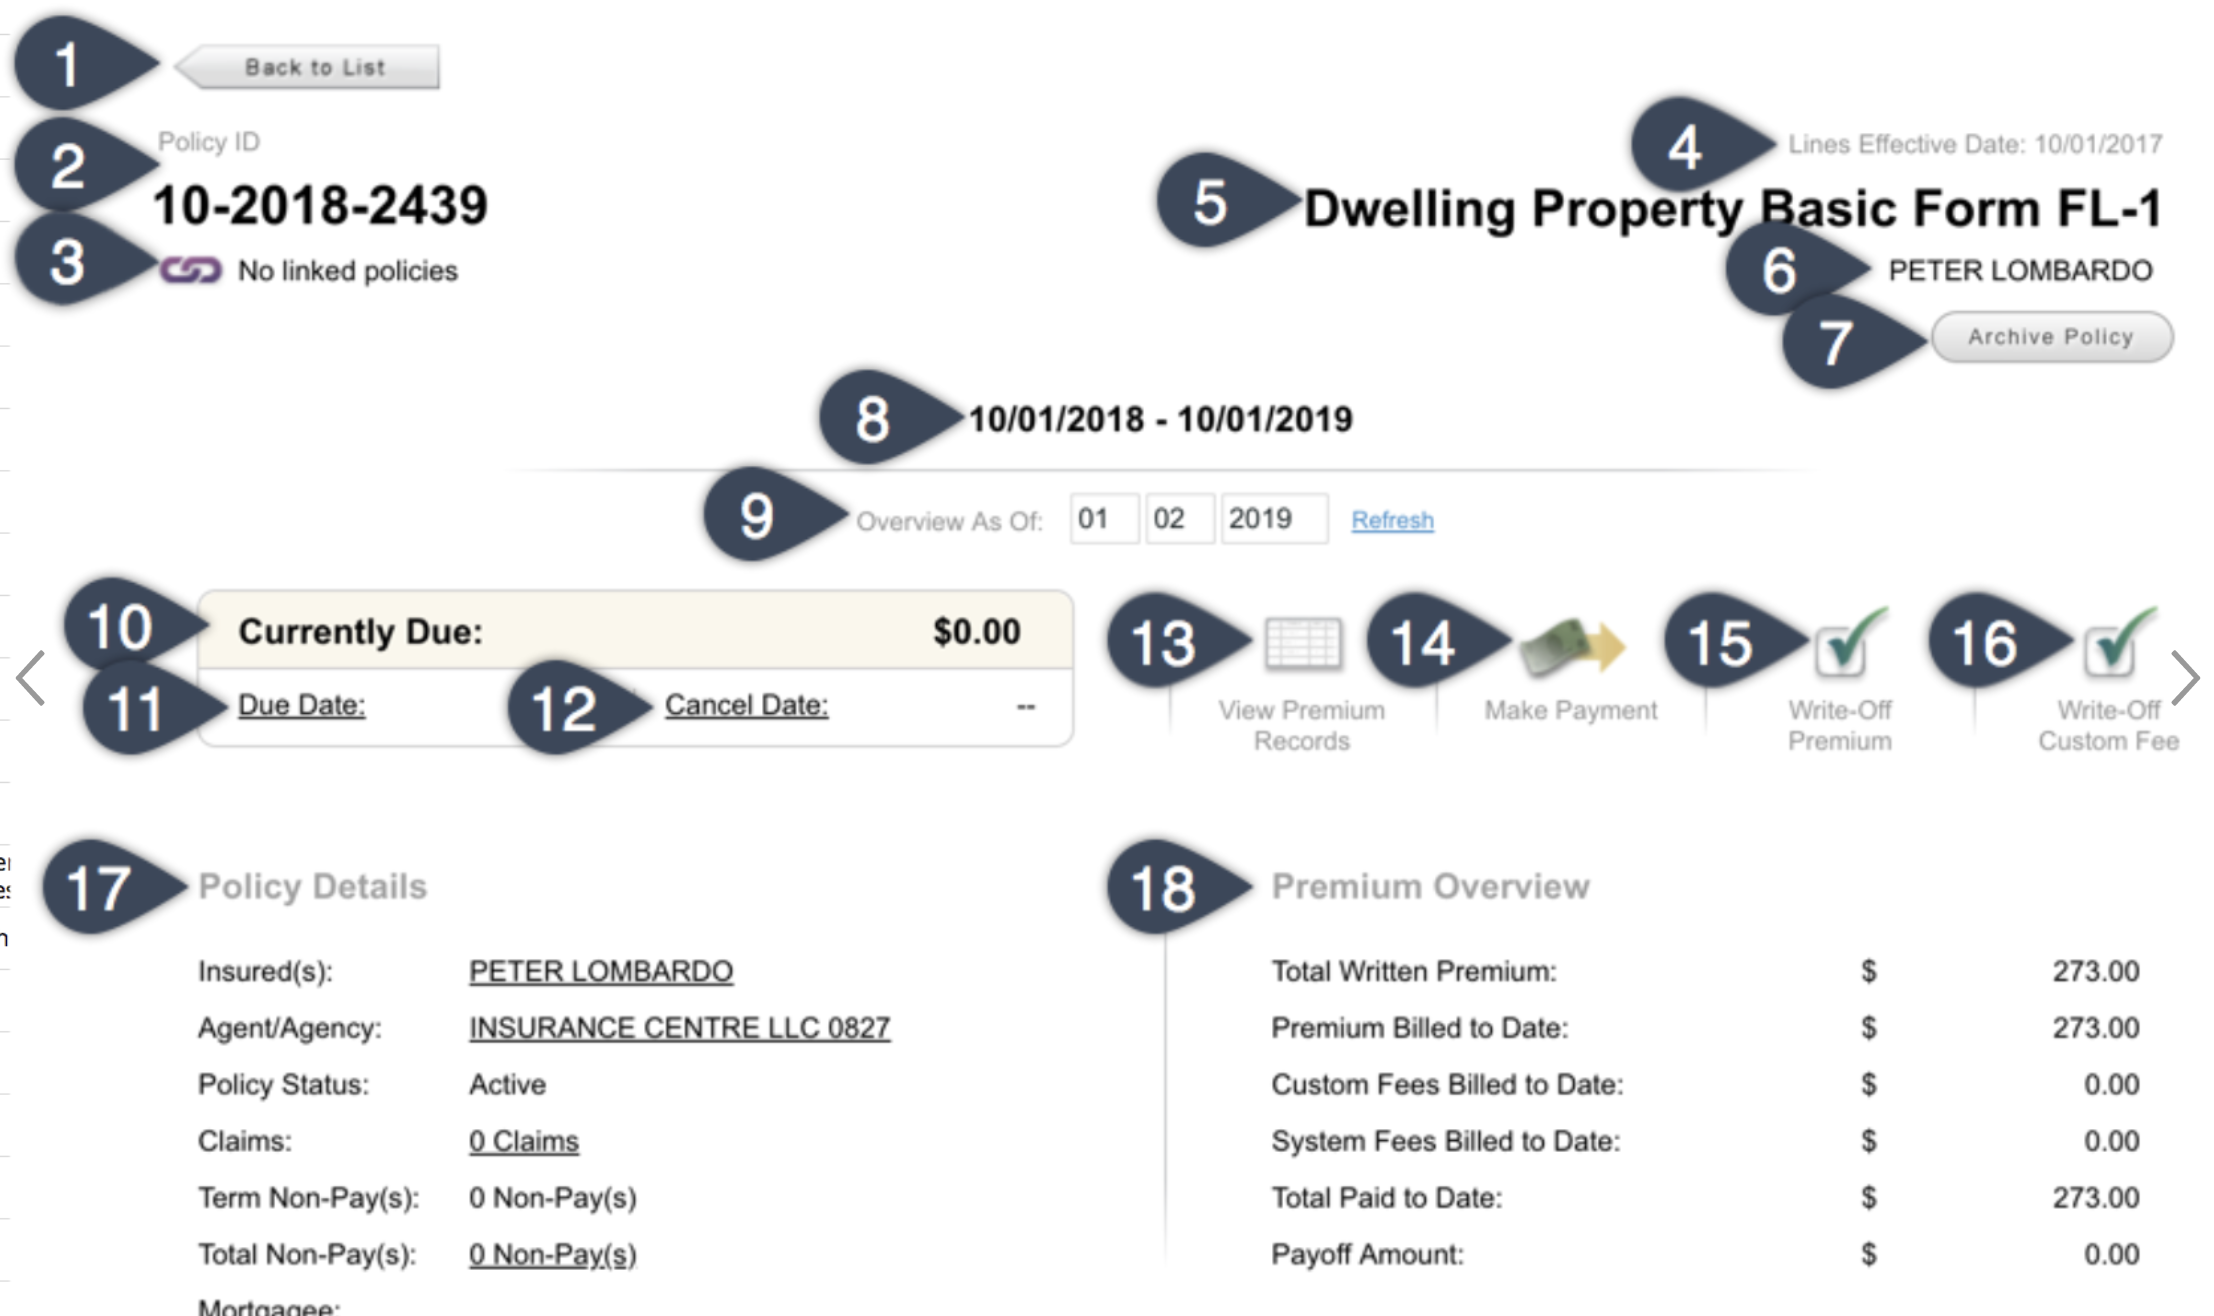 1
Back to List
2
Policy ID
10-2018-2439
3
No linked policies
4
Lines Effective Date: 10/01/2017
5
Dwelling Property Basic Form FL-1
6
PETER LOMBARDO
7
Archive Policy
8
10/01/2018 - 10/01/2019
9
Overview As Of: 01 02 2019 Refresh
10
Currently Due: $0.00
11
Due Date:
12
Cancel Date: --
13
View Premium
Records
14
Make Payment
15
Write-Off
Premium
16
Write-Off
Custom Fee
17
Policy Details
Insured(s): PETER LOMBARDO
Agent/Agency: INSURANCE CENTRE LLC 0827
Policy Status: Active
Claims: 0 Claims
Term Non-Pay(s): 0 Non-Pay(s)
Total Non-Pay(s): 0 Non-Pay(s)
Mortgagee:
18
Premium Overview
Total Written Premium: $ 273.00
Premium Billed to Date: $ 273.00
Custom Fees Billed to Date: $ 0.00
System Fees Billed to Date: $ 0.00
Total Paid to Date: $ 273.00
Payoff Amount: $ 0.00